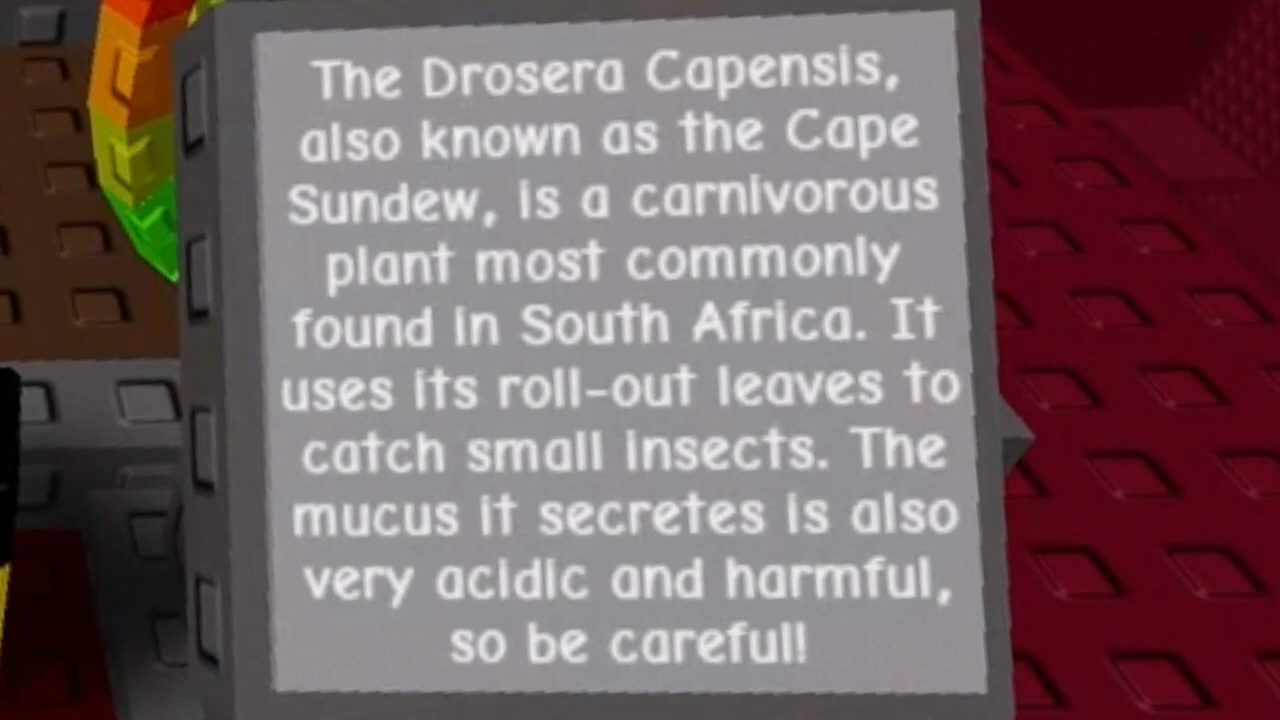 The Drosera Capensis,
also known as the Cape
Sundew, is a carnivorous
plant most commonly
found in South Africa. It
uses its roll-out leaves to
catch small insects. The
mucus it secretes is also
very acidic and harmful,
so be careful!